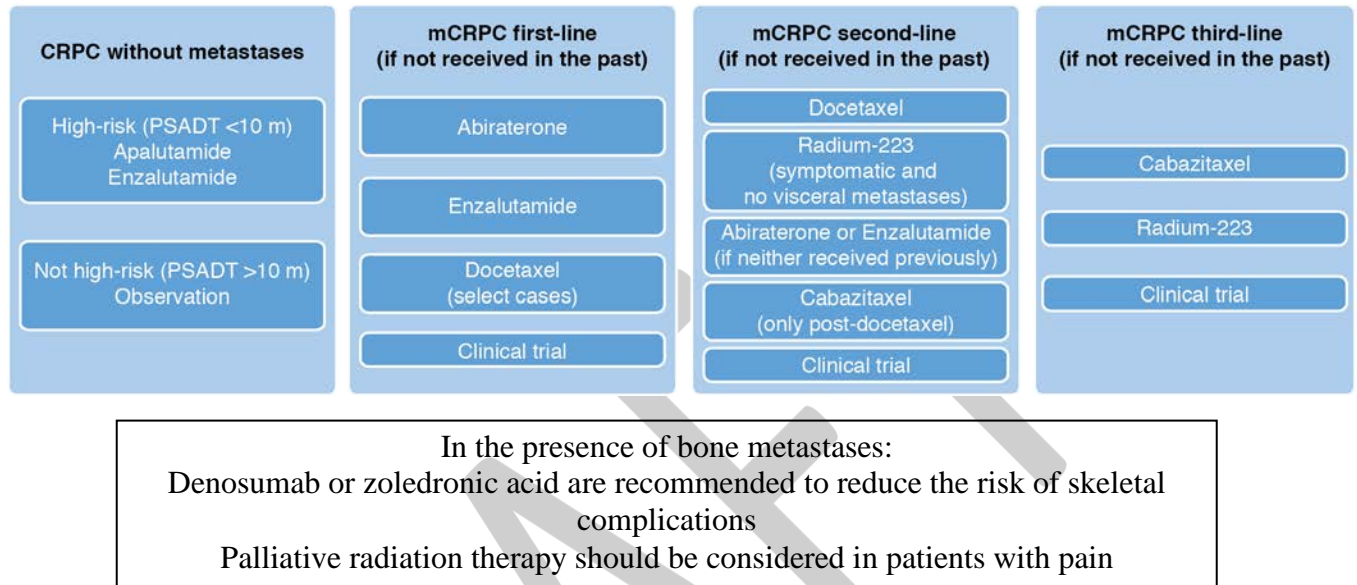 CRPC without metastases
High-risk (PSADT <10 m)
Apalutamide
Enzalutamide
Not high-risk (PSADT >10 m)
Observation
mCRPC first-line
(if not received in the past)
Abiraterone
Enzalutamide
Docetaxel
(select cases)
Clinical trial
mCRPC second-line
(if not received in the past)
Docetaxel
Radium-223
(symptomatic and
no visceral metastases)
Abiraterone or Enzalutamide
(if neither received previously)
Cabazitaxel
(only post-docetaxel)
Clinical trial
mCRPC third-line
(if not received in the past)
Cabazitaxel
Radium-223
Clinical trial
In the presence of bone metastases:
Denosumab or zoledronic acid are recommended to reduce the risk of skeletal
complications
Palliative radiation therapy should be considered in patients with pain